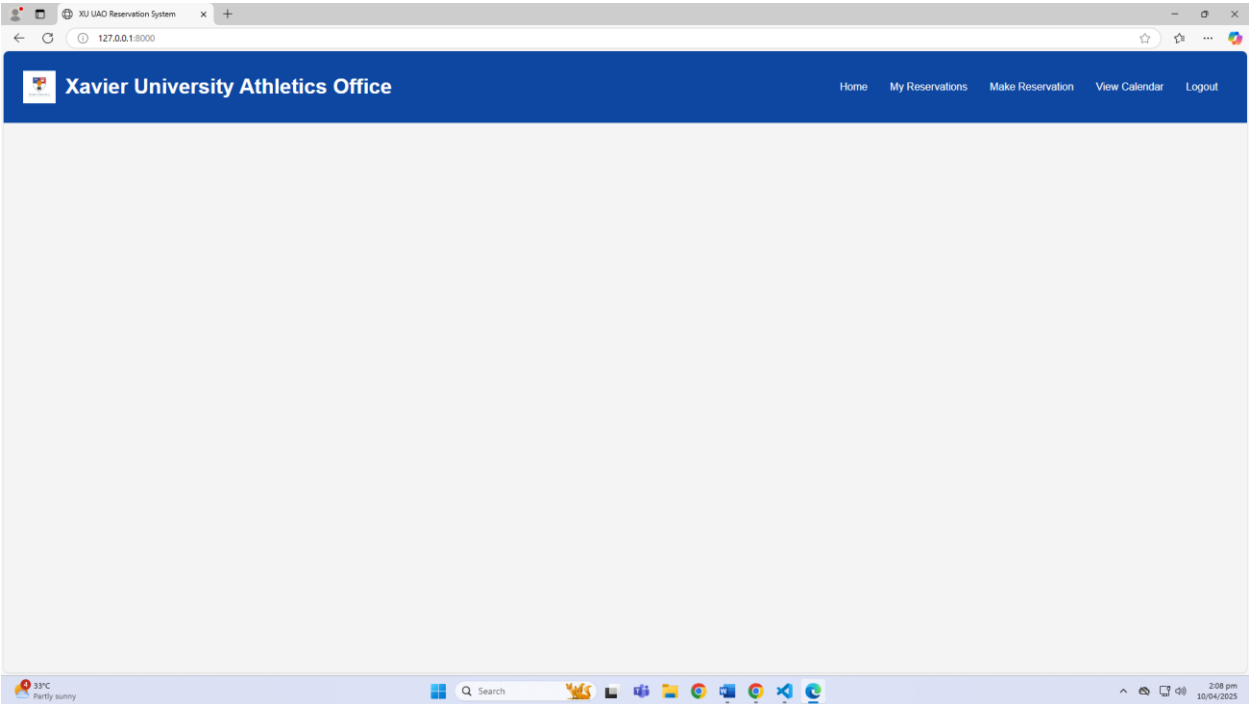 XU UAO Reservation System
127.0.0.1:8000
Xavier University Athletics Office
Home My Reservations Make Reservation View Calendar Logout
4
33°C
Partly sunny
Search
2:08 pm
10/04/2025